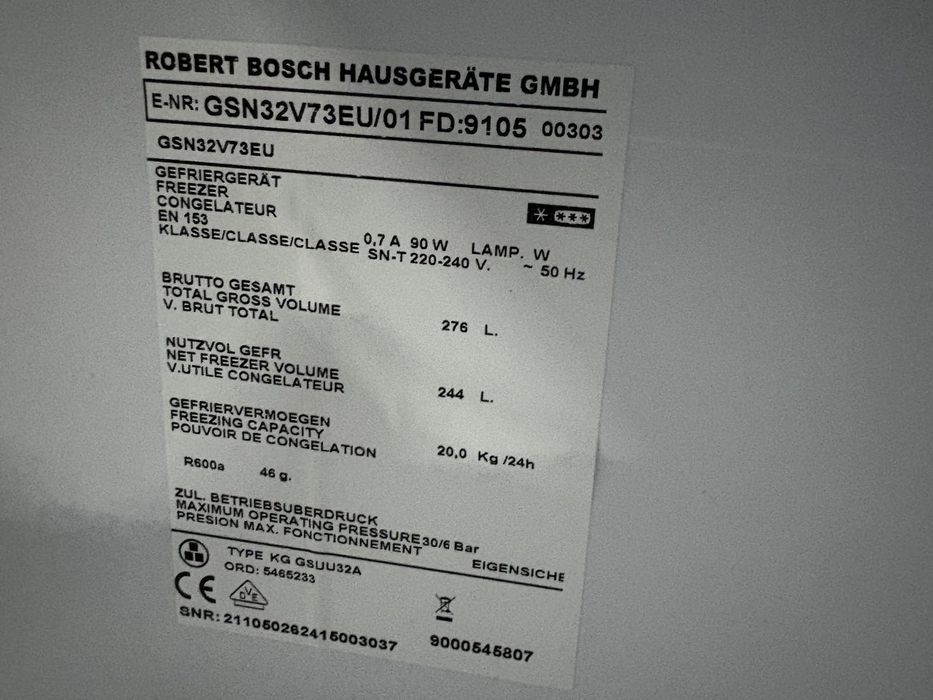 ROBERT BOSCH HAUSGERÄTE GMBH
E-NR: GSN32V73EU/01 FD:9105 00303
GSN32V73EU
GEFRIERGERÄT
FREEZER
CONGELATEUR
EN 153
KLASSE/CLASSE/CLASSE 0,7 A 90 W LAMP. W
SN-T 220-240 V. ~ 50 Hz
BRUTTO GESAMT
TOTAL GROSS VOLUME
V. BRUT TOTAL
276 L.
NUTZVOL GEFR
NET FREEZER VOLUME
V.UTILE CONGELATEUR
244 L.
GEFRIERVERMOEGEN
FREEZING CAPACITY
POUVOIR DE CONGELATION
20,0 Kg /24h
R600a 46 g.
ZUL. BETRIEBSUBERDRUCK
MAXIMUM OPERATING PRESSURE 30/6 Bar
PRESION MAX. FONCTIONNEMENT
EIGENSICHE
TYPE KG GSUU32A
ORD: 5465233
CE DVE
SNR: 211050262415003037 9000545807